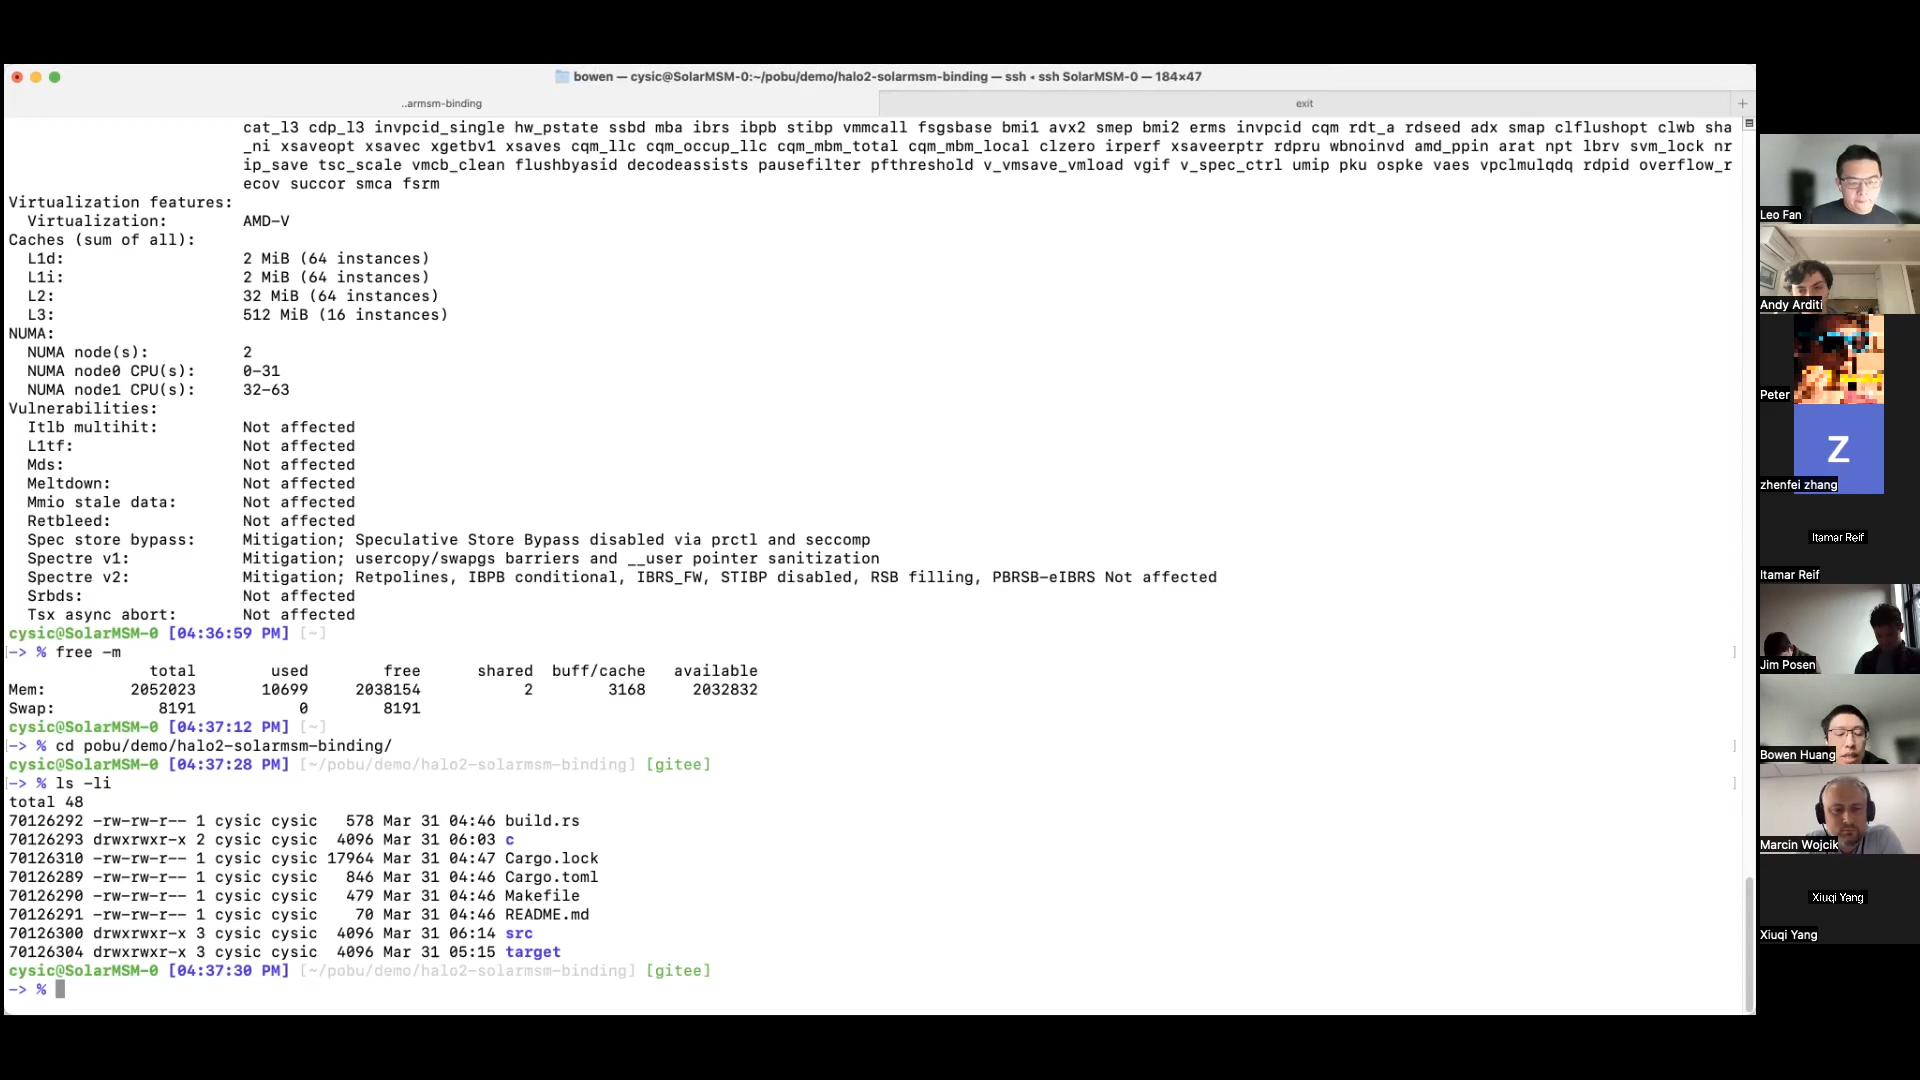 bowen — cysic@SolarMSM-0:~/pobu/demo/halo2-solarmsm-binding — ssh ◂ ssh SolarMSM-0 — 184×47
..armsm-binding
exit
cat_l3 cdp_l3 invpcid_single hw_pstate ssbd mba ibrs ibpb stibp vmmcall fsgsbase bmi1 avx2 smep bmi2 erms invpcid cqm rdt_a rdseed adx smap clflushopt clwb sha
_ni xsaveopt xsavec xgetbv1 xsaves cqm_llc cqm_occup_llc cqm_mbm_total cqm_mbm_local clzero irperf xsaveerptr rdpru wbnoinvd amd_ppin arat npt lbrv svm_lock nr
ip_save tsc_scale vmcb_clean flushbyasid decodeassists pausefilter pfthreshold v_vmsave_vmload vgif v_spec_ctrl umip pku ospke vaes vpclmulqdq rdpid overflow_r
ecov succor smca fsrm
Virtualization features:
Virtualization: AMD-V
Caches (sum of all):
L1d: 2 MiB (64 instances)
L1i: 2 MiB (64 instances)
L2: 32 MiB (64 instances)
L3: 512 MiB (16 instances)
NUMA:
NUMA node(s): 2
NUMA node0 CPU(s): 0-31
NUMA node1 CPU(s): 32-63
Vulnerabilities:
Itlb multihit: Not affected
L1tf: Not affected
Mds: Not affected
Meltdown: Not affected
Mmio stale data: Not affected
Retbleed: Not affected
Spec store bypass: Mitigation; Speculative Store Bypass disabled via prctl and seccomp
Spectre v1: Mitigation; usercopy/swapgs barriers and __user pointer sanitization
Spectre v2: Mitigation; Retpolines, IBPB conditional, IBRS_FW, STIBP disabled, RSB filling, PBRSB-eIBRS Not affected
Srbds: Not affected
Tsx async abort: Not affected
cysic@SolarMSM-0 [04:36:59 PM] [~]
-> % free -m
total used free shared buff/cache available
Mem: 2052023 10699 2038154 2 3168 2032832
Swap: 8191 0 8191
cysic@SolarMSM-0 [04:37:12 PM] [~]
-> % cd pobu/demo/halo2-solarmsm-binding/
cysic@SolarMSM-0 [04:37:28 PM] [~/pobu/demo/halo2-solarmsm-binding] [gitee]
-> % ls -li
total 48
70126292 -rw-rw-r-- 1 cysic cysic 578 Mar 31 04:46 build.rs
70126293 drwxrwxr-x 2 cysic cysic 4096 Mar 31 06:03 c
70126310 -rw-rw-r-- 1 cysic cysic 17964 Mar 31 04:47 Cargo.lock
70126289 -rw-rw-r-- 1 cysic cysic 846 Mar 31 04:46 Cargo.toml
70126290 -rw-rw-r-- 1 cysic cysic 479 Mar 31 04:46 Makefile
70126291 -rw-rw-r-- 1 cysic cysic 70 Mar 31 04:46 README.md
70126300 drwxrwxr-x 3 cysic cysic 4096 Mar 31 06:14 src
70126304 drwxrwxr-x 3 cysic cysic 4096 Mar 31 05:15 target
cysic@SolarMSM-0 [04:37:30 PM] [~/pobu/demo/halo2-solarmsm-binding] [gitee]
-> %
Leo Fan
Andy Arditi
Peter
Z
zhenfei zhang
Itamar Reif
Itamar Reif
Jim Posen
Bowen Huang
Marcin Wojcik
Xiuqi Yang
Xiuqi Yang